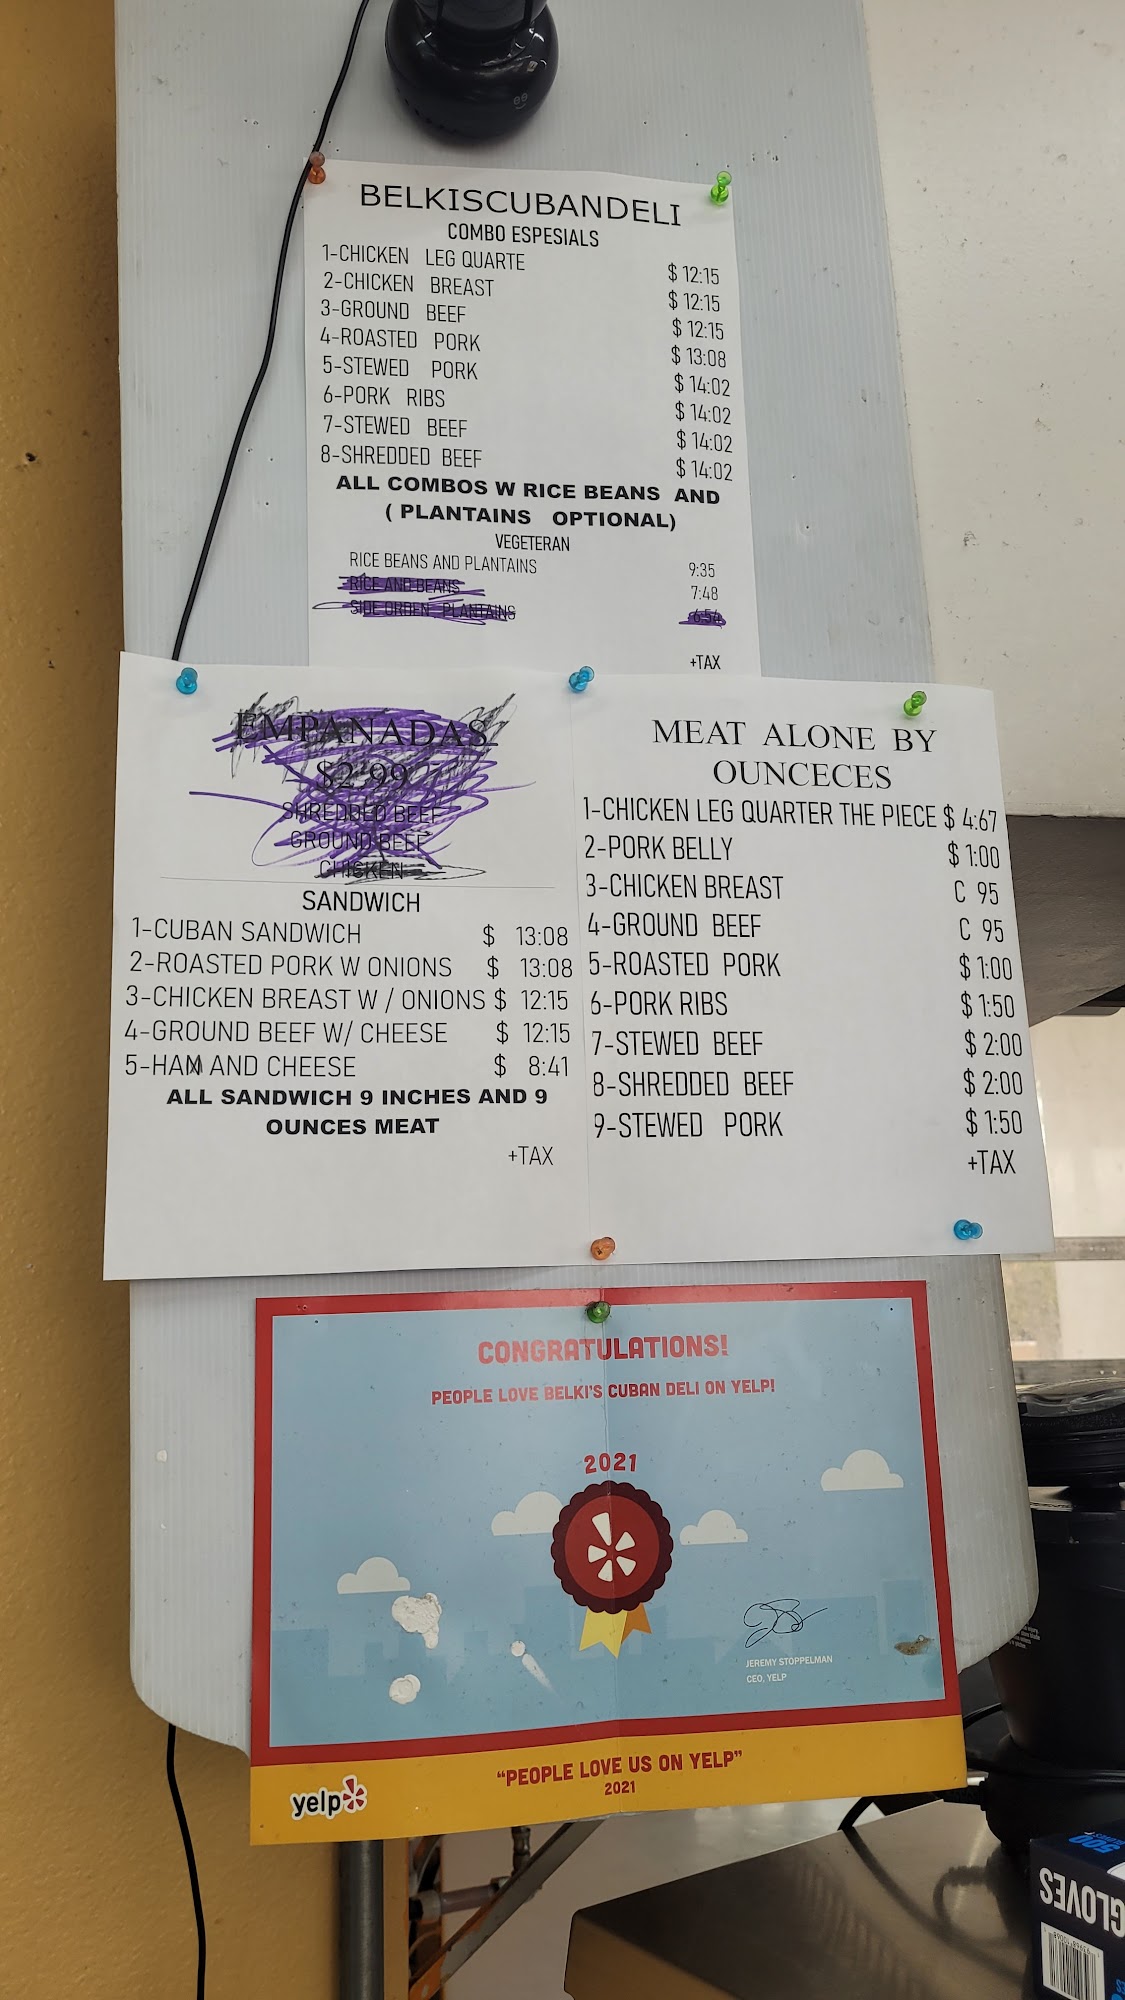 BELKISCUBANDELI
COMBO ESPESIALS
1-CHICKEN LEG QUARTE $ 12:15
2-CHICKEN BREAST $ 12:15
3-GROUND BEEF $ 12:15
4-ROASTED PORK $ 13:08
5-STEWED PORK $ 14:02
6-PORK RIBS $ 14:02
7-STEWED BEEF $ 14:02
8-SHREDDED BEEF $ 14:02
ALL COMBOS W RICE BEANS AND
( PLANTAINS OPTIONAL)
VEGETERAN
RICE BEANS AND PLANTAINS 9:35
RICE AND BEANS 7:48
SIDE ORDEN PLANTAINS 6:54
+TAX
EMPANADAS
$2.99
SHREDDED BEEF
GROUND BEEF
CHICKEN
SANDWICH
1-CUBAN SANDWICH $ 13:08
2-ROASTED PORK W ONIONS $ 13:08
3-CHICKEN BREAST W / ONIONS $ 12:15
4-GROUND BEEF W/ CHEESE $ 12:15
5-HAM AND CHEESE $ 8:41
ALL SANDWICH 9 INCHES AND 9
OUNCES MEAT
+TAX
MEAT ALONE BY
OUNCECES
1-CHICKEN LEG QUARTER THE PIECE $ 4:67
2-PORK BELLY $ 1:00
3-CHICKEN BREAST C 95
4-GROUND BEEF C 95
5-ROASTED PORK $ 1:00
6-PORK RIBS $ 1:50
7-STEWED BEEF $ 2:00
8-SHREDDED BEEF $ 2:00
9-STEWED PORK $ 1:50
+TAX
CONGRATULATIONS!
PEOPLE LOVE BELKI'S CUBAN DELI ON YELP!
2021
JEREMY STOPPELMAN
CEO, YELP
"PEOPLE LOVE US ON YELP"
2021
yelp
500
GLOVES